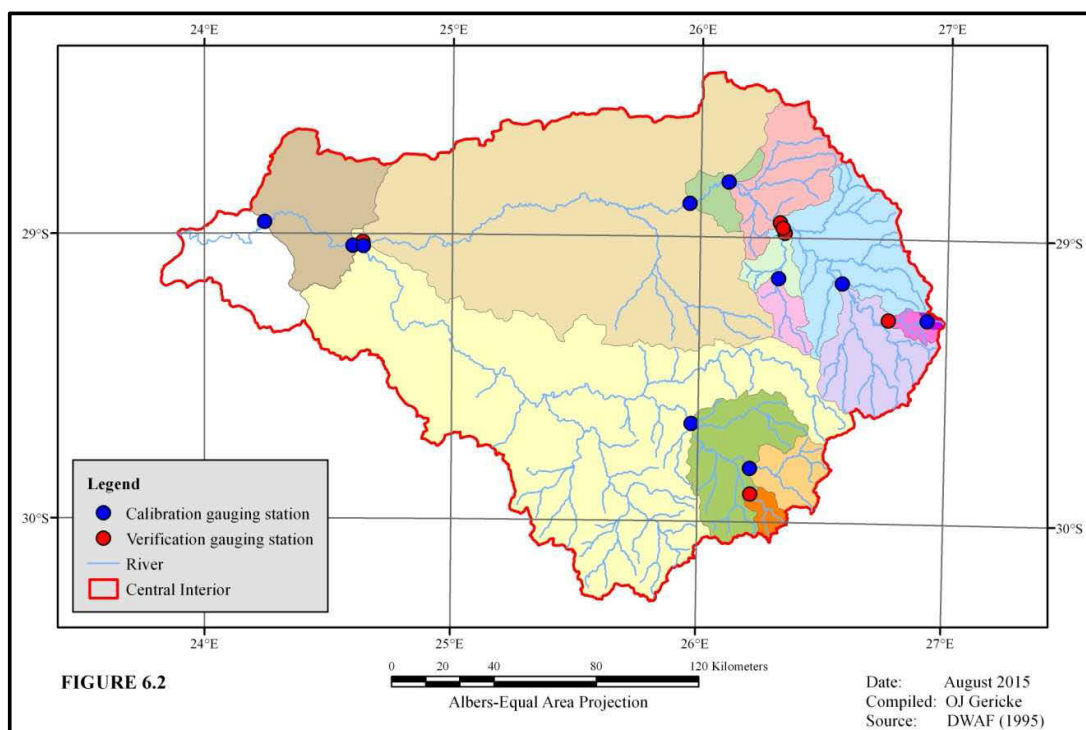 24°E 25°E 26°E 27°E
29°S 29°S
Legend
Calibration gauging station
Verification gauging station
River
Central Interior
30°S 30°S
24°E 25°E 26°E 27°E
FIGURE 6.2
0 20 40 80 120 Kilometers
Albers-Equal Area Projection
Date: August 2015
Compiled: OJ Gericke
Source: DWAF (1995)